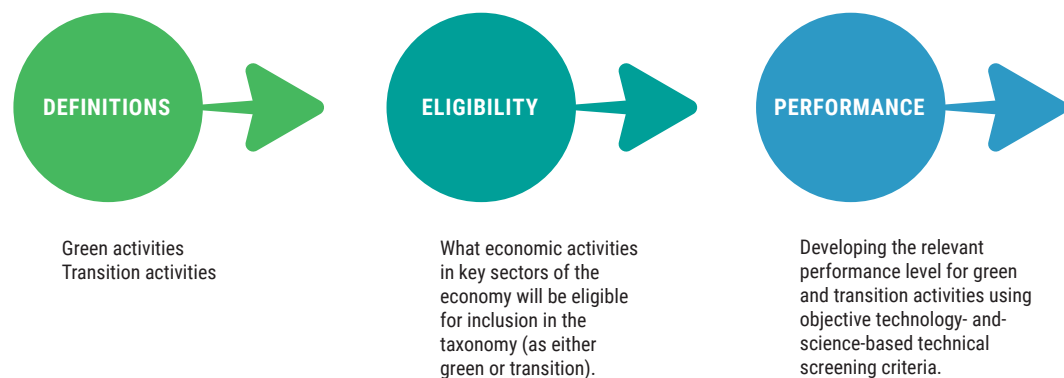 DEFINITIONS
Green activities
Transition activities
ELIGIBILITY
What economic activities
in key sectors of the
economy will be eligible
for inclusion in the
taxonomy (as either
green or transition).
PERFORMANCE
Developing the relevant
performance level for green
and transition activities using
objective technology- and-
science-based technical
screening criteria.